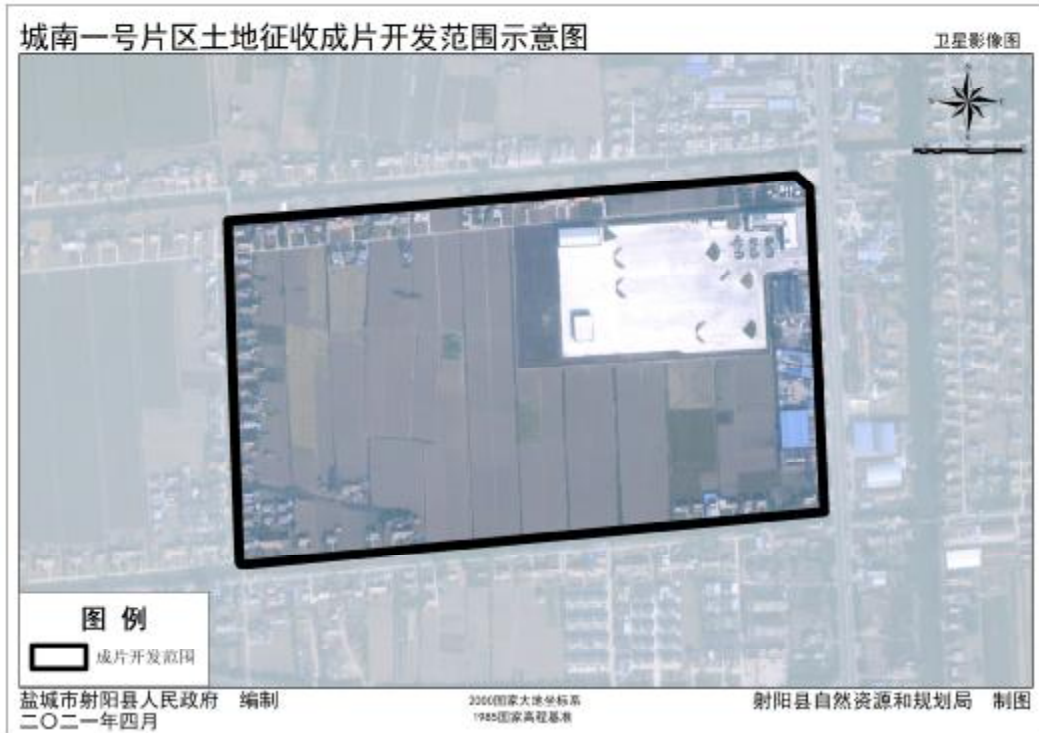 城南一号片区土地征收成片开发范围示意图
卫星影像图
图 例
成片开发范围
盐城市射阳县人民政府 编制
二〇二一年四月
2000国家大地坐标系
1985国家高程基准
射阳县自然资源和规划局 制图